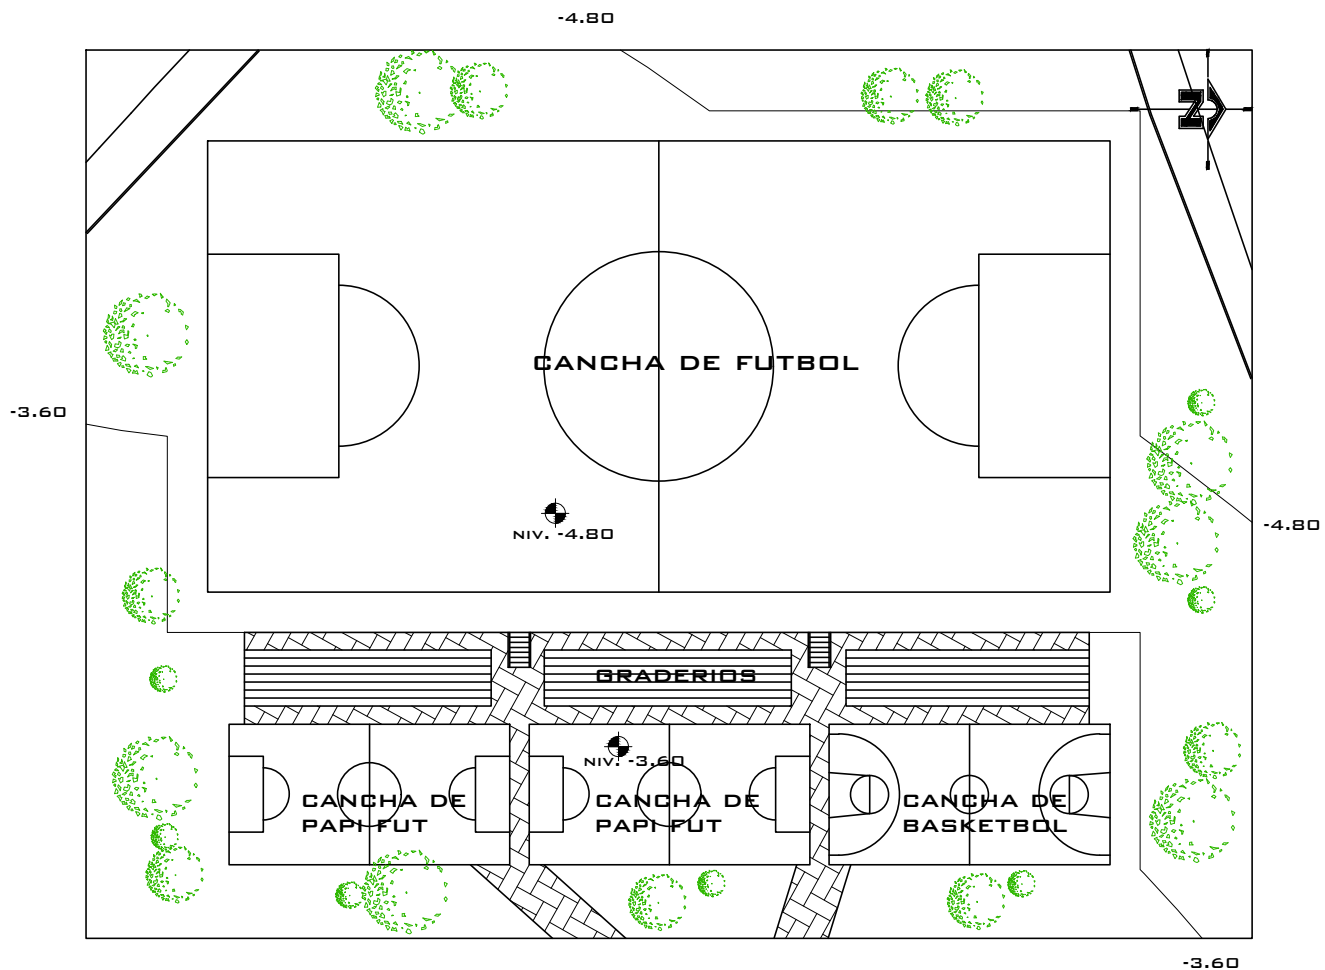 -4.80
N
CANCHA DE FUTBOL
-3.60
NIV. -4.80
-4.80
GRADERIOS
NIV. -3.60
CANCHA DE
PAPI FUT
CANCHA DE
PAPI FUT
CANCHA DE
BASKETBOL
-3.60